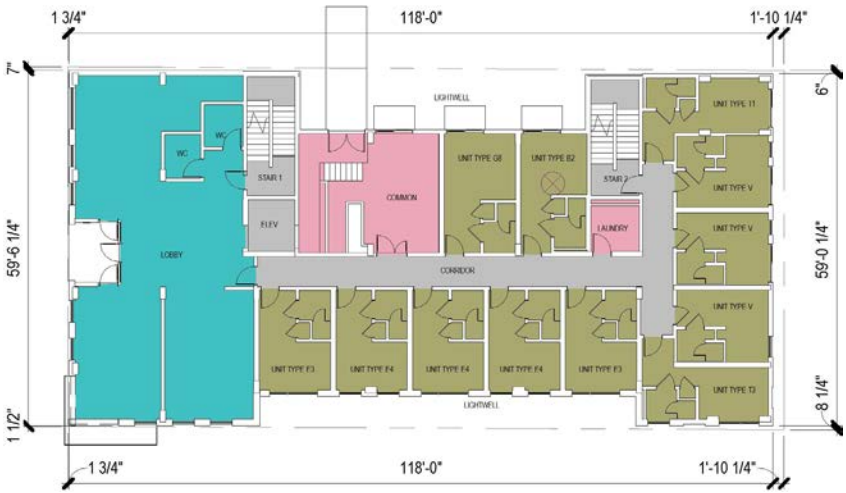 1 3/4"
118'-0"
1'-10 1/4"
7"
6"
LIGHTWELL
UNIT TYPE T1
WC
WC
UNIT TYPE G8
UNIT TYPE B2
STAIR 1
STAIR 2
UNIT TYPE V
COMMON
ELEV
LAUNDRY
UNIT TYPE V
59'-6 1/4"
59'-0 1/4"
LOBBY
CORRIDOR
UNIT TYPE V
UNIT TYPE F3
UNIT TYPE E4
UNIT TYPE E4
UNIT TYPE E4
UNIT TYPE E3
UNIT TYPE T3
LIGHTWELL
1 1/2"
8 1/4"
1 3/4"
118'-0"
1'-10 1/4"